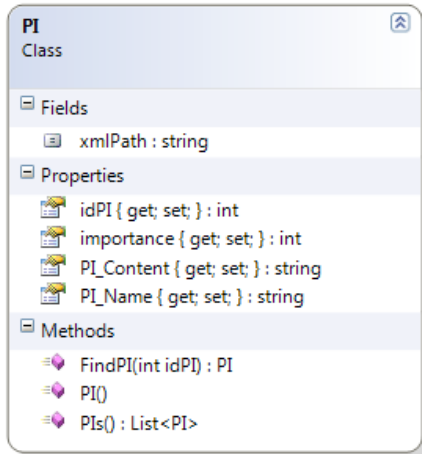 PI
Class
Fields
xmlPath : string
Properties
idPI { get; set; } : int
importance { get; set; } : int
PI_Content { get; set; } : string
PI_Name { get; set; } : string
Methods
FindPI(int idPI) : PI
PI()
PIs() : List<PI>